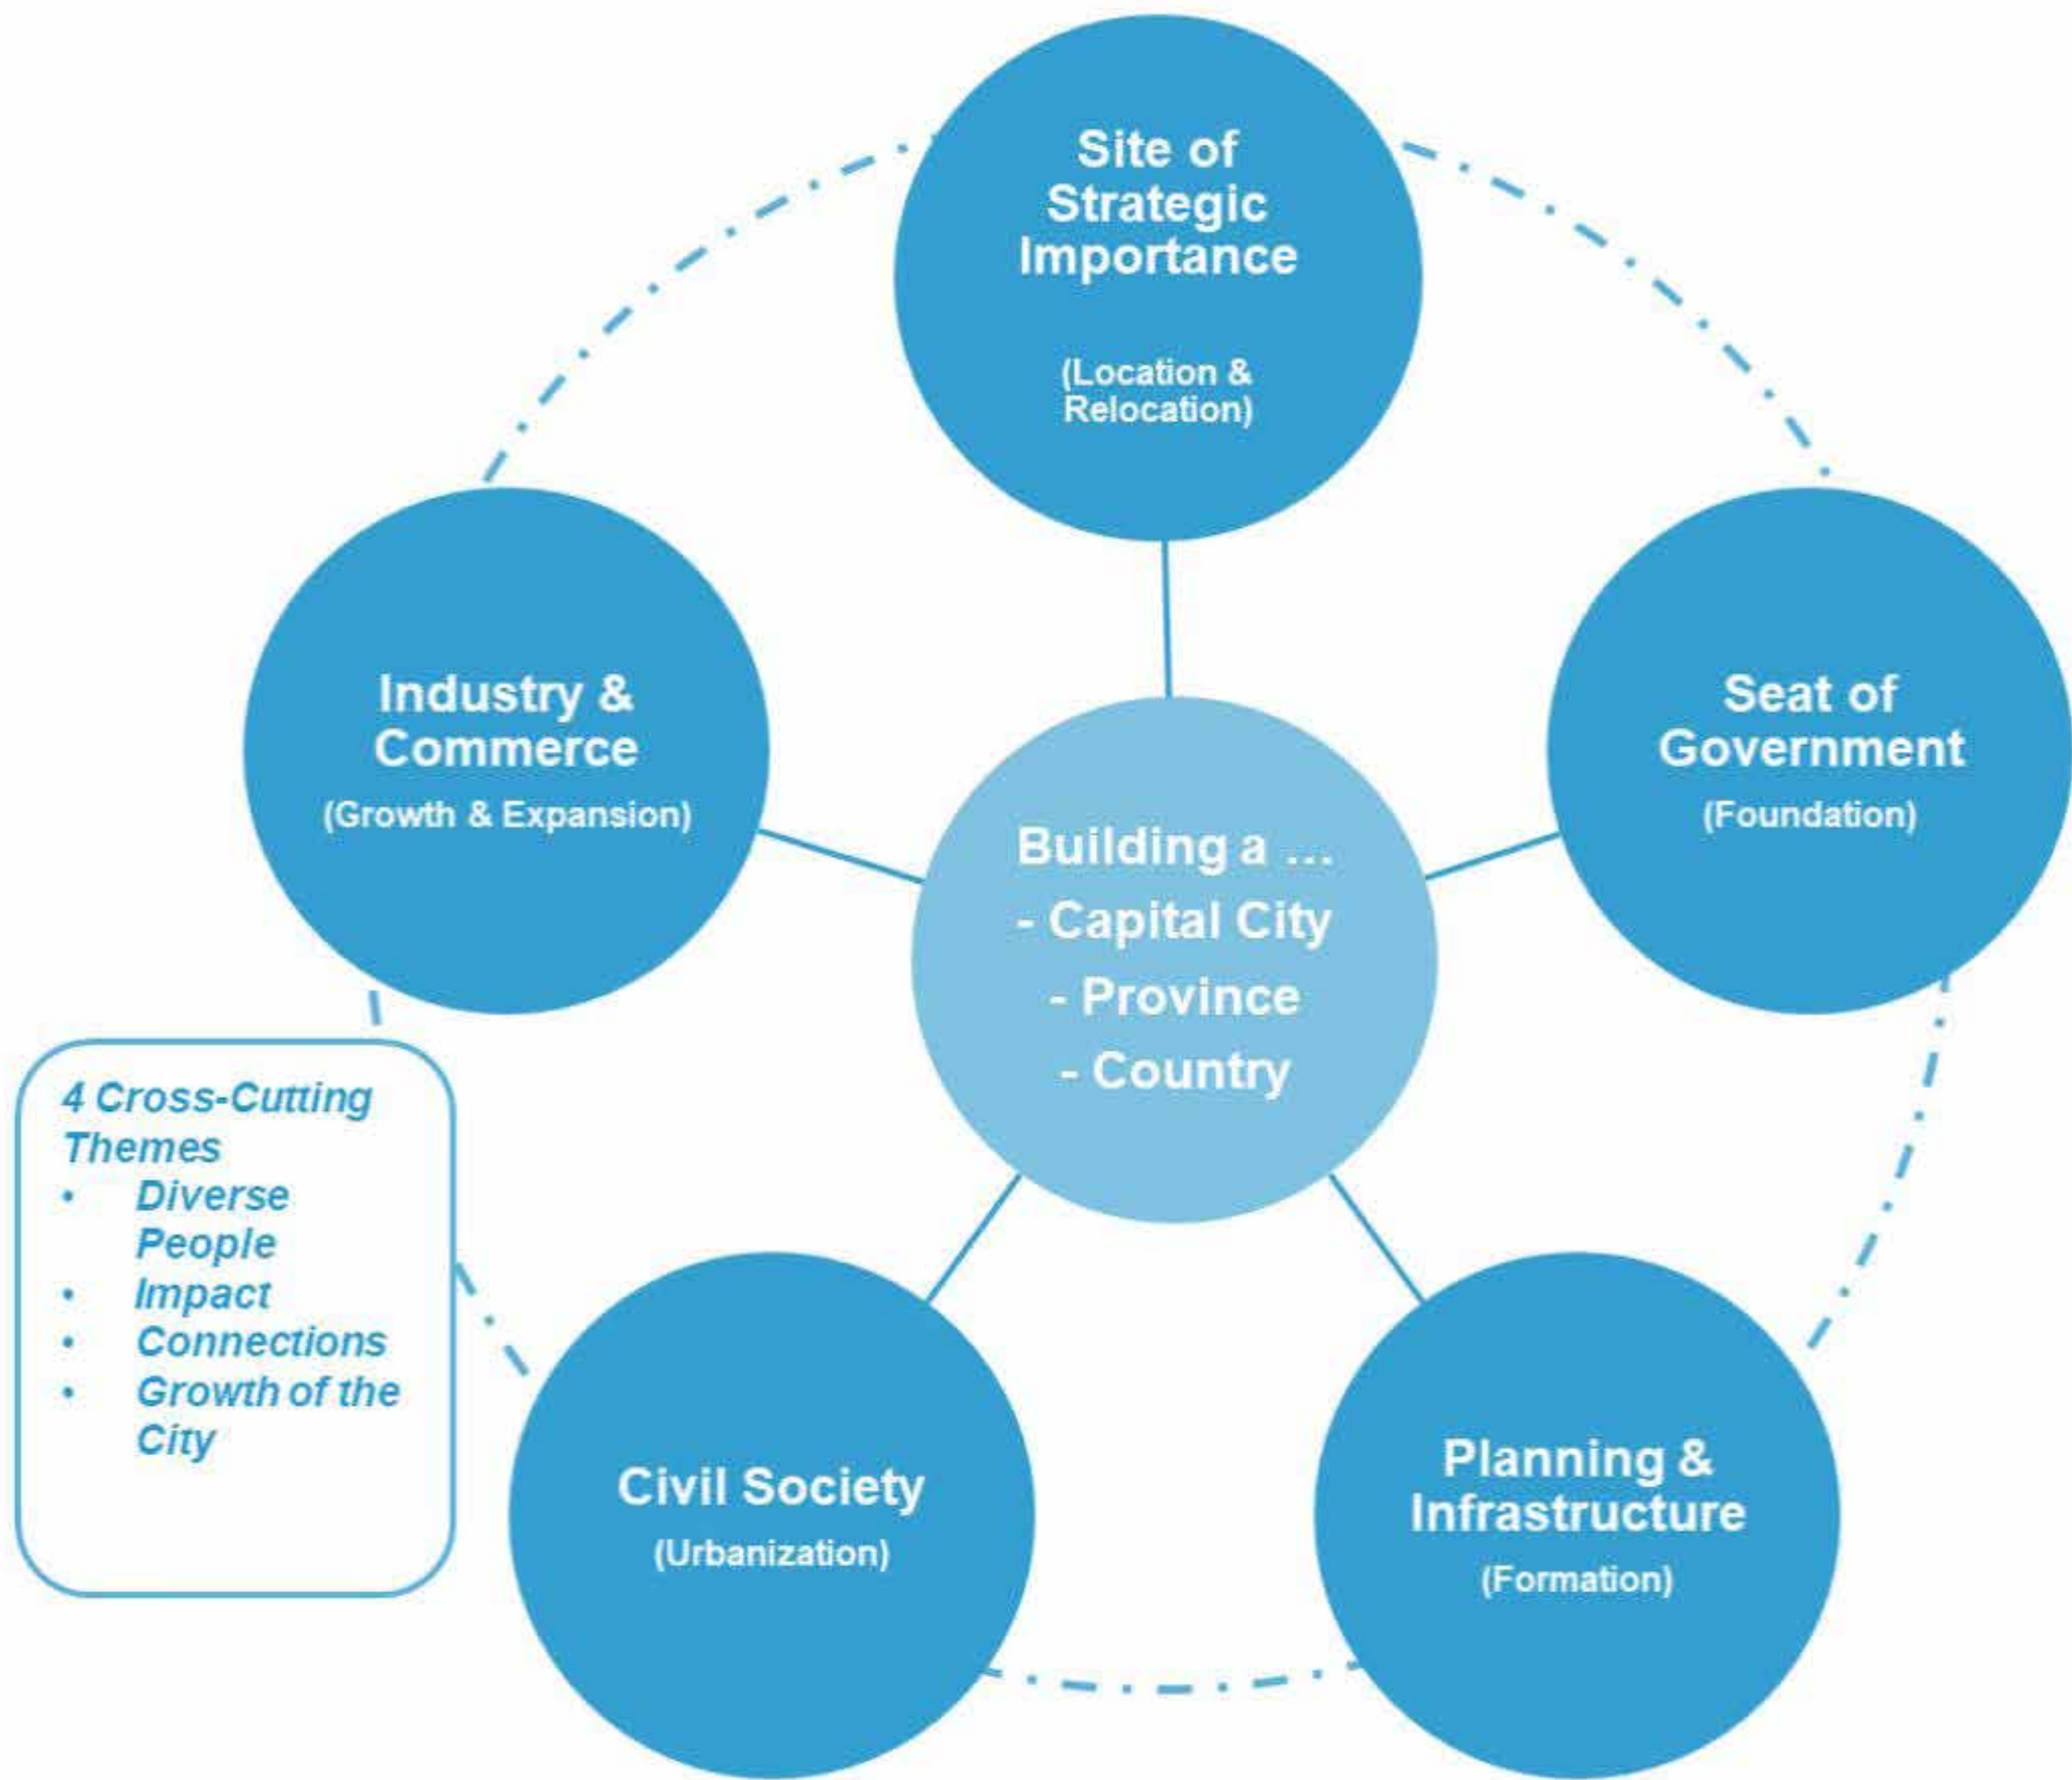 Site of
Strategic
Importance
(Location &
Relocation)
Industry &
Commerce
(Growth & Expansion)
Seat of
Government
(Foundation)
Building a ...
- Capital City
- Province
- Country
4 Cross-Cutting
Themes
• Diverse
People
• Impact
• Connections
• Growth of the
City
Civil Society
(Urbanization)
Planning &
Infrastructure
(Formation)